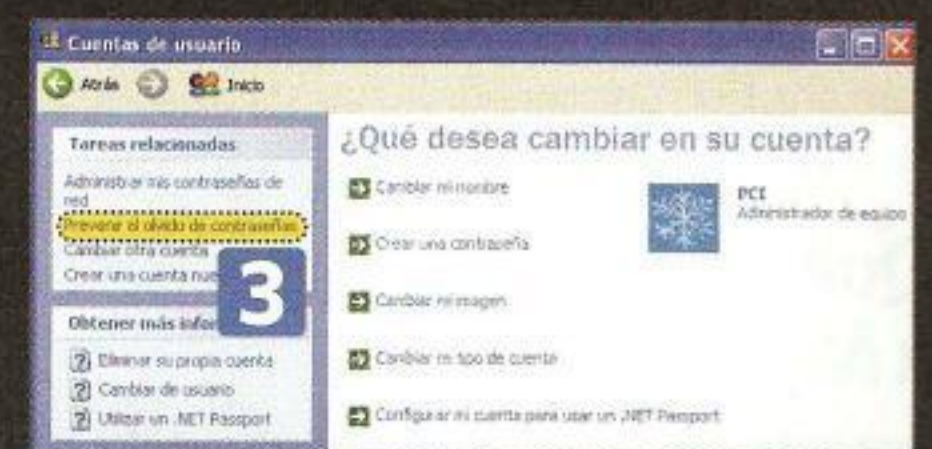 Cuentas de usuario
Atrás Inicio
Tareas relacionadas
Administrar mis contraseñas de
red
Prevenir el olvido de contraseñas
Cambiar otra cuenta
Crear una cuenta nue
3
Obtener más infor
Eliminar su propia cuenta
Cambiar de usuario
Utilizar un .NET Passport
¿Qué desea cambiar en su cuenta?
Cambiar mi nombre
Crear una contraseña
Cambiar mi imagen
Cambiar mi tipo de cuenta
Configurar mi cuenta para usar un .NET Passport
PCI
Administrador de equipo